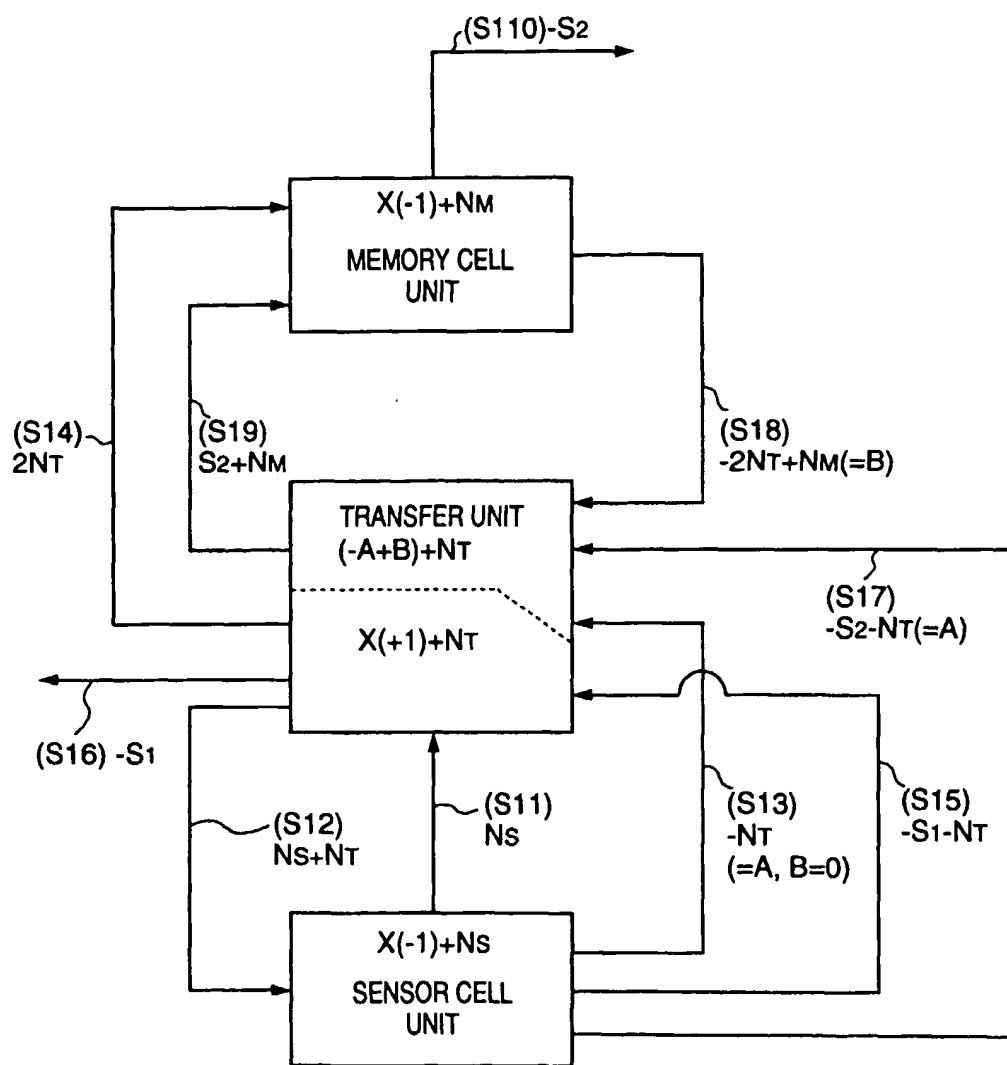 (S110)-S2
X(-1)+NM
MEMORY CELL
UNIT
(S14)
2NT
(S19)
S2+NM
(S18)
-2NT+NM(=B)
TRANSFER UNIT
(-A+B)+NT
X(+1)+NT
(S17)
-S2-NT(=A)
(S16) -S1
(S12)
NS+NT
(S11)
NS
(S13)
-NT
(=A, B=0)
(S15)
-S1-NT
X(-1)+NS
SENSOR CELL
UNIT